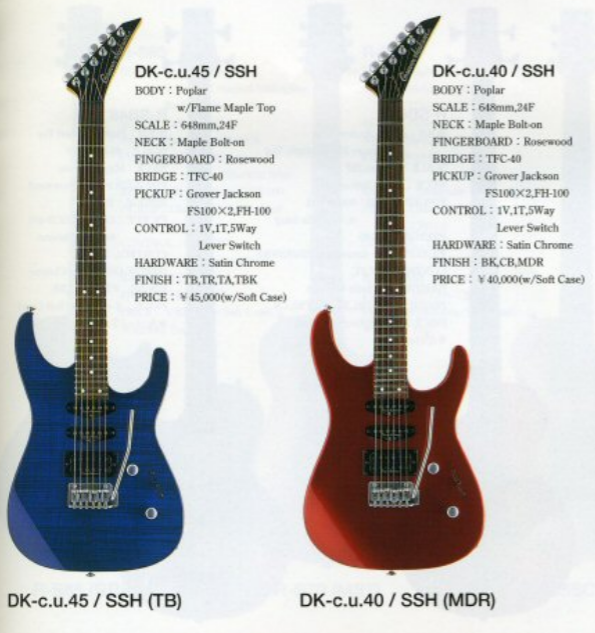 DK-c.u.45 / SSH
BODY : Poplar
w/Flame Maple Top
SCALE : 648mm,24F
NECK : Maple Bolt-on
FINGERBOARD : Rosewood
BRIDGE : TFC-40
PICKUP : Grover Jackson
FS100×2,FH-100
CONTROL : 1V,1T,5Way
Lever Switch
HARDWARE : Satin Chrome
FINISH : TB,TR,TA,TBK
PRICE : ¥45,000(w/Soft Case)
DK-c.u.40 / SSH
BODY : Poplar
SCALE : 648mm,24F
NECK : Maple Bolt-on
FINGERBOARD : Rosewood
BRIDGE : TFC-40
PICKUP : Grover Jackson
FS100×2,FH-100
CONTROL : 1V,1T,5Way
Lever Switch
HARDWARE : Satin Chrome
FINISH : BK,CB,MDR
PRICE : ¥40,000(w/Soft Case)
DK-c.u.45 / SSH (TB)
DK-c.u.40 / SSH (MDR)